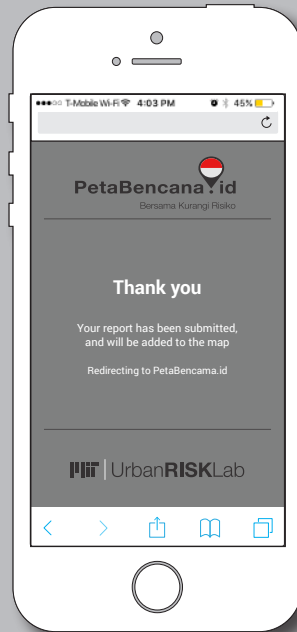 T-Mobile Wi-Fi 4:03 PM 45%
PetaBencana.id
Bersama Kurangi Risiko
Thank you
Your report has been submitted,
and will be added to the map
Redirecting to PetaBencama.id
MIT UrbanRISKLab